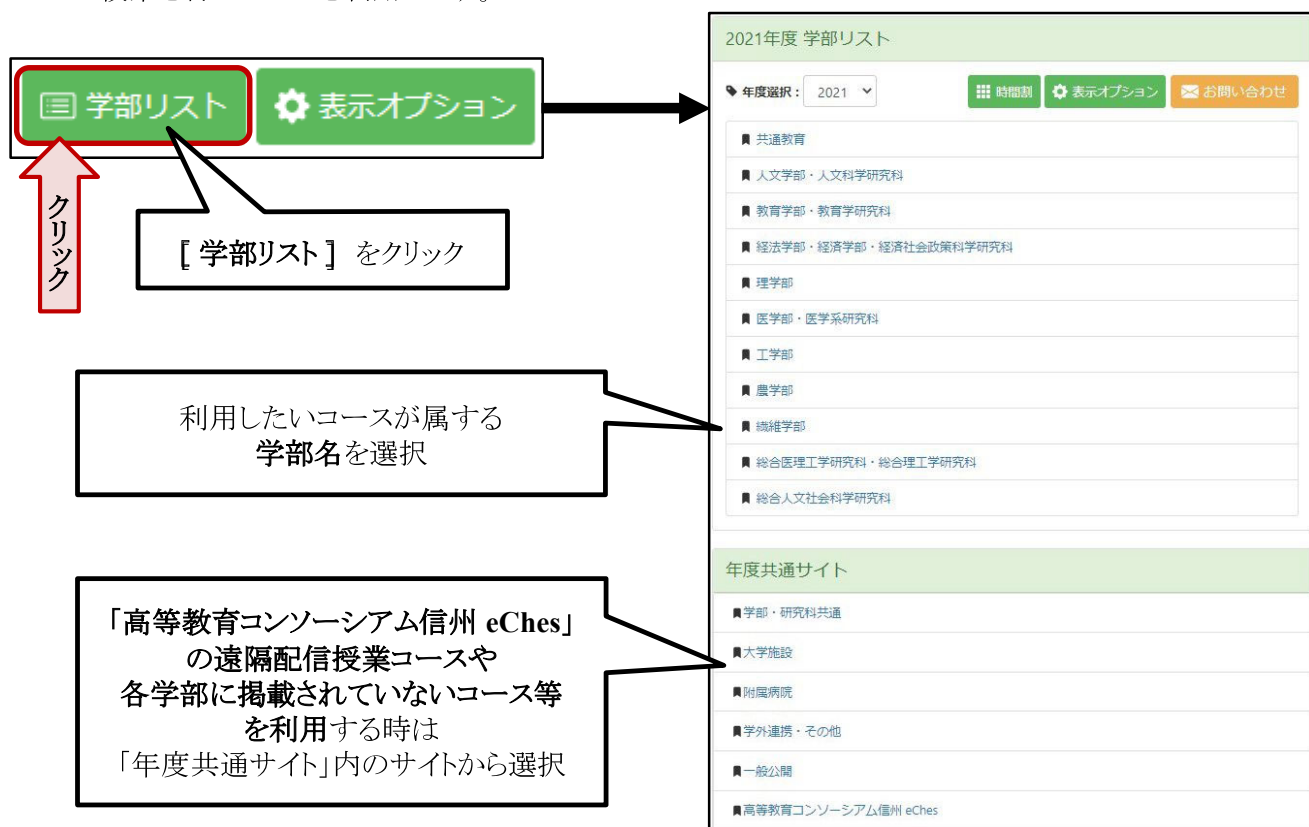 学部リスト
表示オプション
クリック
[ 学部リスト ] をクリック
利用したいコースが属する
学部名を選択
「高等教育コンソーシアム信州 eChes」
の遠隔配信授業コースや
各学部に掲載されていないコース等
を利用する時は
「年度共通サイト」内のサイトから選択
2021年度 学部リスト
年度選択： 2021 時間割 表示オプション お問い合わせ
共通教育
人文学部・人文科学研究科
教育学部・教育学研究科
経法学部・経済学部・経済社会政策科学研究科
理学部
医学部・医学系研究科
工学部
農学部
繊維学部
総合医理工学研究科・総合理工学研究科
総合人文社会科学研究科
年度共通サイト
学部・研究科共通
大学施設
附属病院
学外連携・その他
一般公開
高等教育コンソーシアム信州 eChes